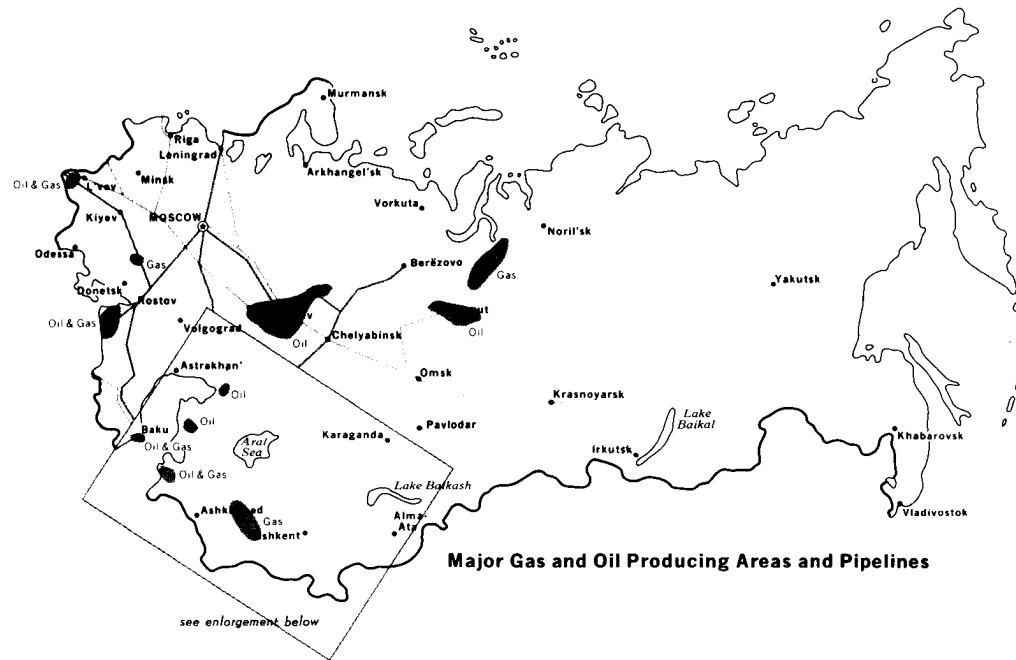 Murmansk
Riga
Leningrad
Arkhangel'sk
Oil & Gas
L'vov
Minsk
Vorkuta
Kiyev
MOSCOW
Noril'sk
Odessa
Gas
Berëzovo
Gas
Yakutsk
Donetsk
Rostov
Oil & Gas
Volgograd
Oil
Chelyabinsk
Oil
Astrakhan'
Omsk
Oil
Krasnoyarsk
Oil
Baku
Oil & Gas
Aral
Sea
Karaganda
Pavlodar
Lake
Baikal
Irkutsk
Khabarovsk
Oil & Gas
Lake Balkash
Gas
Alma-
Ata
Vladivostok
Major Gas and Oil Producing Areas and Pipelines
see enlargement below